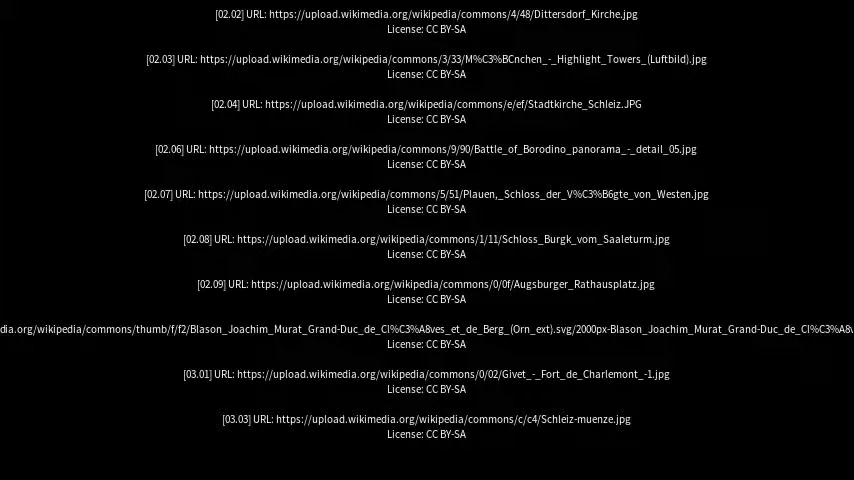 [02.02] URL: https://upload.wikimedia.org/wikipedia/commons/4/48/Dittersdorf_Kirche.jpg
License: CC BY-SA
[02.03] URL: https://upload.wikimedia.org/wikipedia/commons/3/33/M%C3%BCnchen_-_Highlight_Towers_(Luftbild).jpg
License: CC BY-SA
[02.04] URL: https://upload.wikimedia.org/wikipedia/commons/e/ef/Stadtkirche_Schleiz.JPG
License: CC BY-SA
[02.06] URL: https://upload.wikimedia.org/wikipedia/commons/9/90/Battle_of_Borodino_panorama_-_detail_05.jpg
License: CC BY-SA
[02.07] URL: https://upload.wikimedia.org/wikipedia/commons/5/51/Plauen,_Schloss_der_V%C3%B6gte_von_Westen.jpg
License: CC BY-SA
[02.08] URL: https://upload.wikimedia.org/wikipedia/commons/1/11/Schloss_Burgk_vom_Saaleturm.jpg
License: CC BY-SA
[02.09] URL: https://upload.wikimedia.org/wikipedia/commons/0/0f/Augsburger_Rathausplatz.jpg
License: CC BY-SA
dia.org/wikipedia/commons/thumb/f/f2/Blason_Joachim_Murat_Grand-Duc_de_Cl%C3%A8ves_et_de_Berg_(Orn_ext).svg/2000px-Blason_Joachim_Murat_Grand-Duc_de_Cl%C3%A8
License: CC BY-SA
[03.01] URL: https://upload.wikimedia.org/wikipedia/commons/0/02/Givet_-_Fort_de_Charlemont_-1.jpg
License: CC BY-SA
[03.03] URL: https://upload.wikimedia.org/wikipedia/commons/c/c4/Schleiz-muenze.jpg
License: CC BY-SA